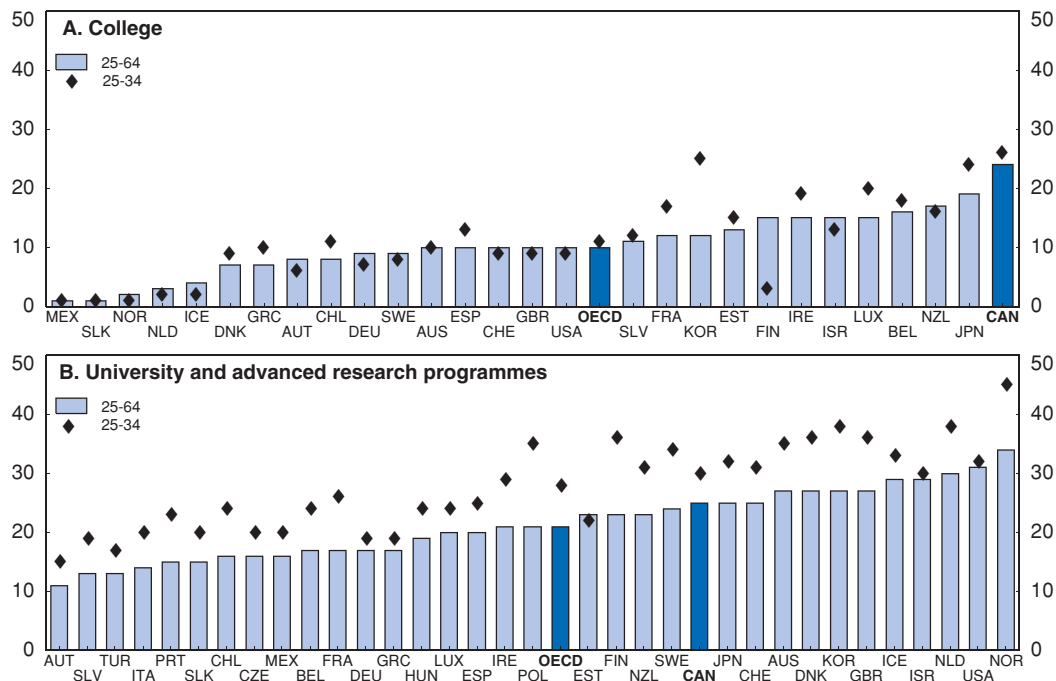 A. College
25-64
25-34
50 50
40 40
30 30
20 20
10 10
0 0
MEX NOR ICE GRC CHL SWE ESP GBR OECD FRA EST IRE LUX NZL CAN
SLK NLD DNK AUT DEU AUS CHE USA SLV KOR FIN ISR BEL JPN
B. University and advanced research programmes
25-64
25-34
50 50
40 40
30 30
20 20
10 10
0 0
AUT TUR PRT CHL MEX FRA GRC LUX IRE OECD FIN SWE JPN AUS KOR ICE NLD NOR
SLV ITA SLK CZE BEL DEU HUN ESP POL EST NZL CAN CHE DNK GBR ISR USA